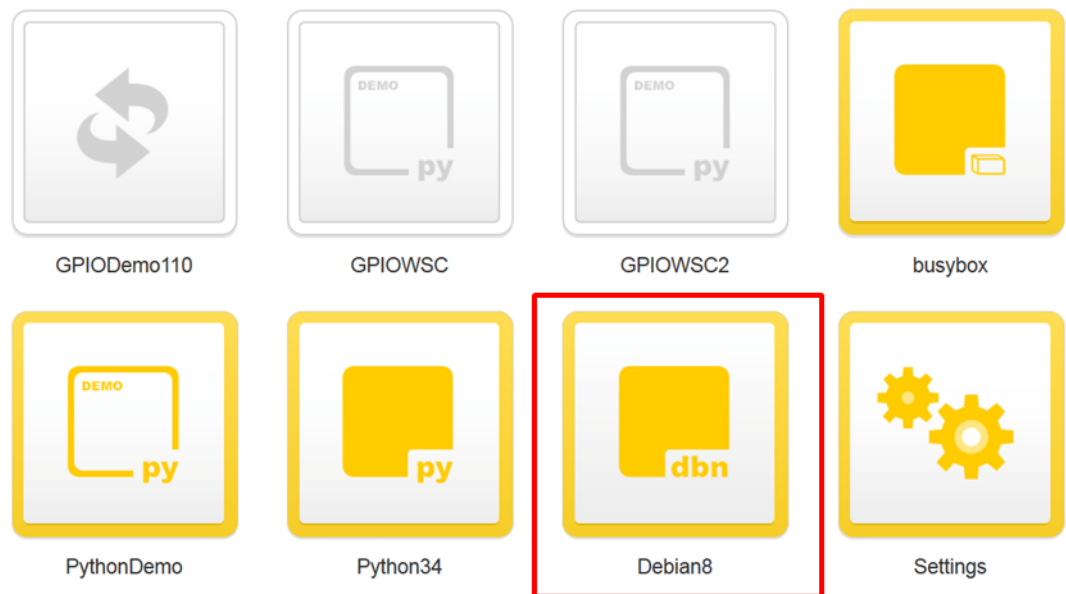 DEMO
py
DEMO
py
GPIODemo110
GPIOWSC
GPIOWSC2
busybox
DEMO
py
py
dbn
PythonDemo
Python34
Debian8
Settings